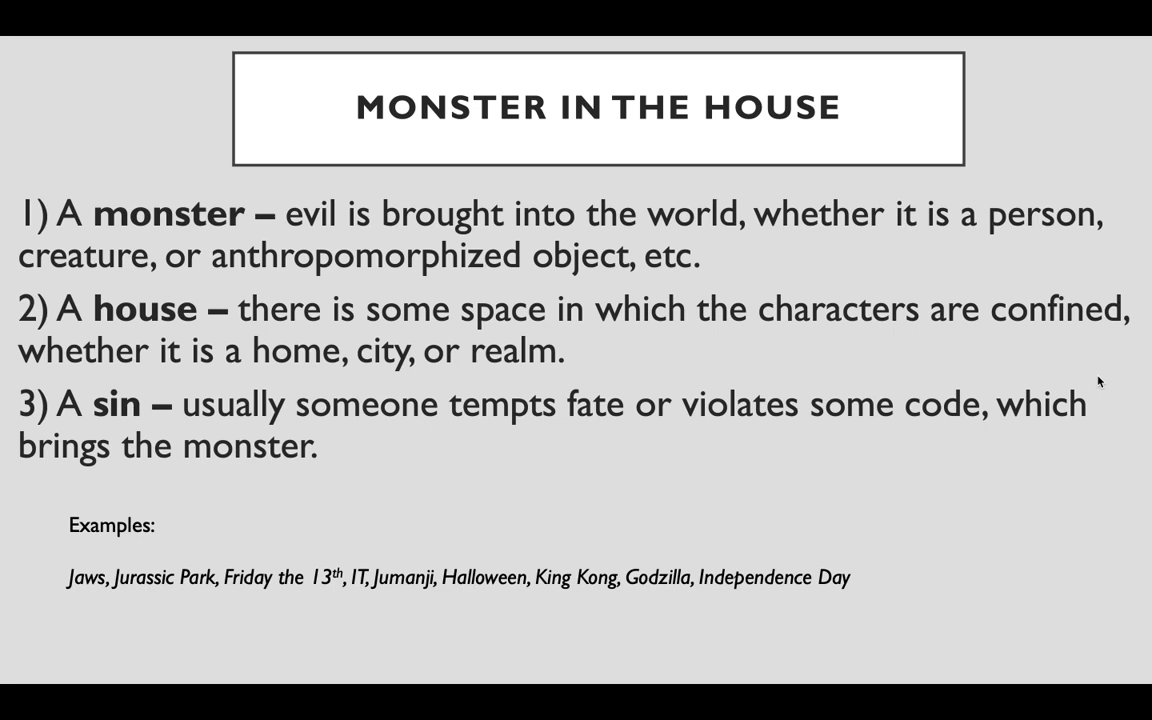 MONSTER IN THE HOUSE
1) A monster – evil is brought into the world, whether it is a person,
creature, or anthropomorphized object, etc.
2) A house – there is some space in which the characters are confined,
whether it is a home, city, or realm.
3) A sin – usually someone tempts fate or violates some code, which
brings the monster.
Examples:
Jaws, Jurassic Park, Friday the 13th, IT, Jumanji, Halloween, King Kong, Godzilla, Independence Day